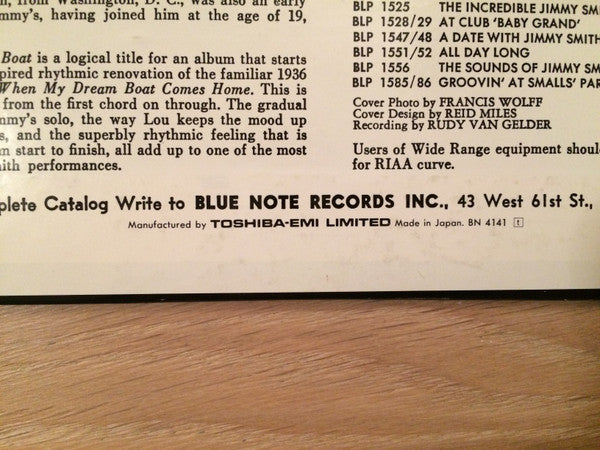 from Washington, D. C., was also an early
mmy's, having joined him at the age of 19,
Boat is a logical title for an album that starts
pired rhythmic renovation of the familiar 1936
When My Dream Boat Comes Home. This is
from the first chord on through. The gradual
mmy's solo, the way Lou keeps the mood up
s, and the superbly rhythmic feeling that is
m start to finish, all add up to one of the most
ith performances.
BLP 1525 THE INCREDIBLE JIMMY SM
BLP 1528/29 AT CLUB 'BABY GRAND'
BLP 1547/48 A DATE WITH JIMMY SMITH
BLP 1551/52 ALL DAY LONG
BLP 1556 THE SOUNDS OF JIMMY SM
BLP 1585/86 GROOVIN' AT SMALLS' PAR
Cover Photo by FRANCIS WOLFF
Cover Design by REID MILES
Recording by RUDY VAN GELDER
Users of Wide Range equipment shoul
for RIAA curve.
plete Catalog Write to BLUE NOTE RECORDS INC., 43 West 61st St.,
Manufactured by TOSHIBA-EMI LIMITED Made in Japan. BN 4141 t